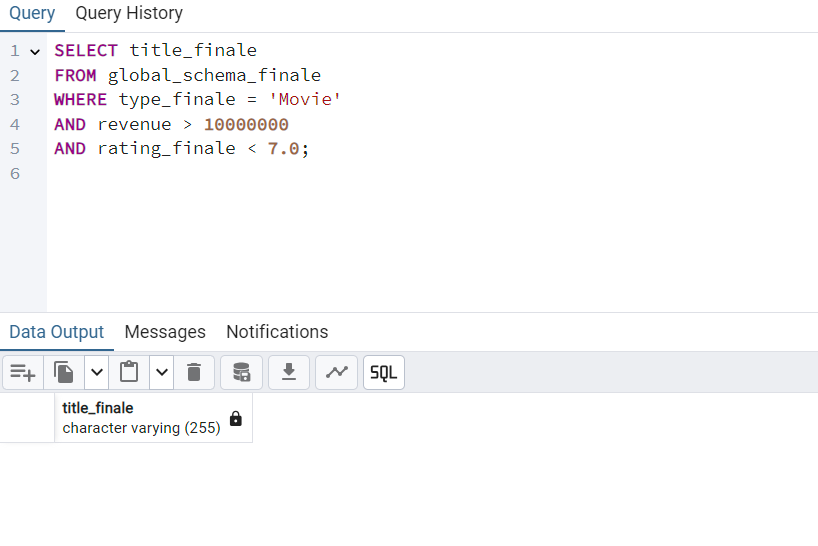 Query Query History
1 SELECT title_finale
2 FROM global_schema_finale
3 WHERE type_finale = 'Movie'
4 AND revenue > 10000000
5 AND rating_finale < 7.0;
6
Data Output Messages Notifications
SQL
title_finale
character varying (255)